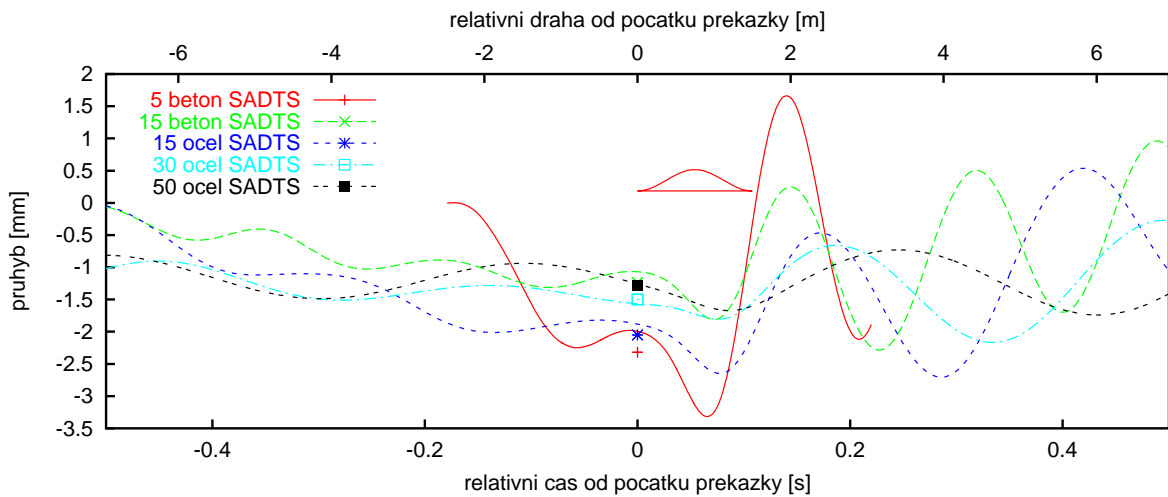 relativni draha od pocatku prekazky [m]
-6 -4 -2 0 2 4 6
2
1.5
1
0.5
0
-0.5
-1
-1.5
-2
-2.5
-3
-3.5
pruhyb [mm]
5 beton SADTS
15 beton SADTS
15 ocel SADTS
30 ocel SADTS
50 ocel SADTS
-0.4 -0.2 0 0.2 0.4
relativni cas od pocatku prekazky [s]